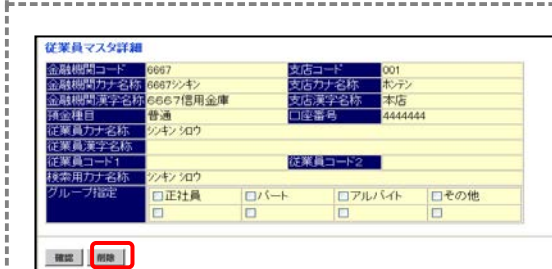 従業員マスタ詳細
金融機関コード 6667 支店コード 001
金融機関カナ名称 6667シンキン 支店カナ名称 ホンテン
金融機関漢字名称 6667信用金庫 支店漢字名称 本店
預金種目 普通 口座番号 4444444
従業員カナ名称 シンキン シロウ
従業員漢字名称
従業員コード1 従業員コード2
検索用カナ名称 シンキン シロウ
グループ指定 □正社員 □パート □アルバイト □その他
□ □ □ □
確認 削除